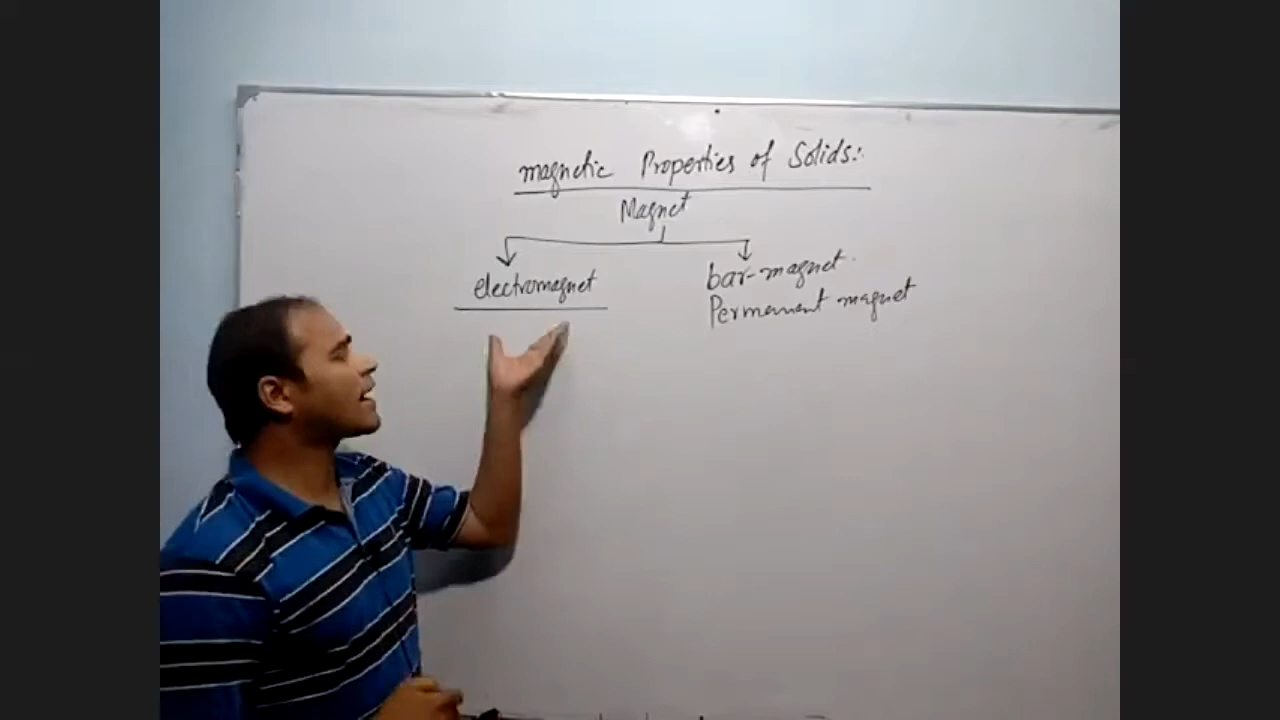 magnetic Properties of Solids:.
Magnet
electromagnet
bar-magnet.
Permanent magnet